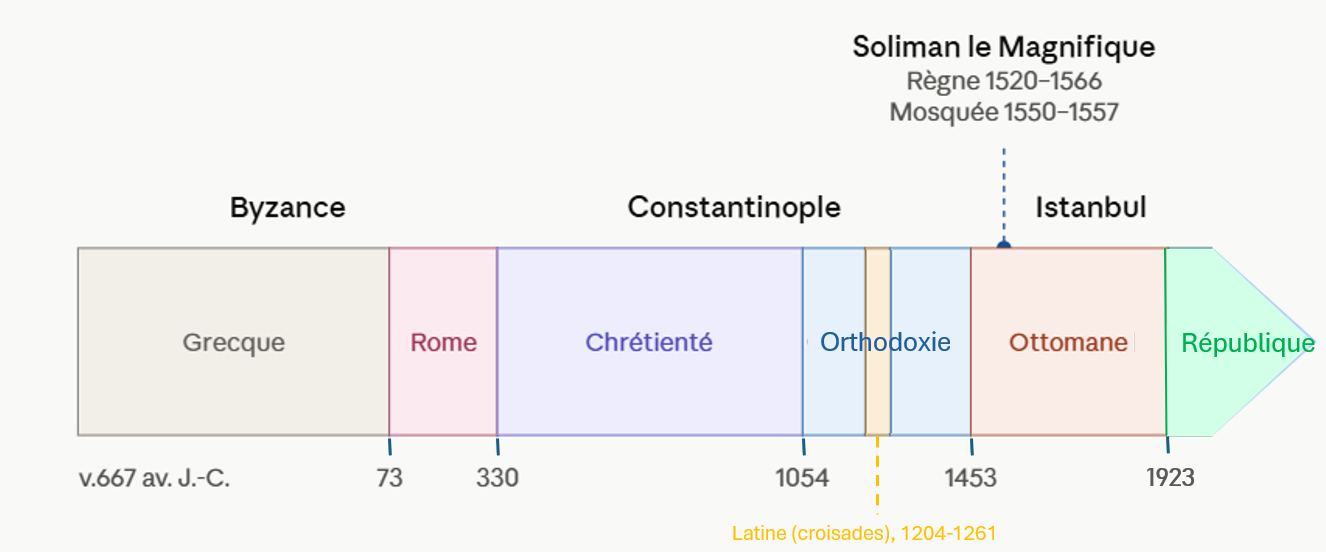 Soliman le Magnifique
Règne 1520–1566
Mosquée 1550–1557
Byzance
Constantinople
Istanbul
Grecque
Rome
Chrétienté
Orthodoxie
Ottomane
République
v.667 av. J.-C.
73
330
1054
1453
1923
Latine (croisades), 1204-1261